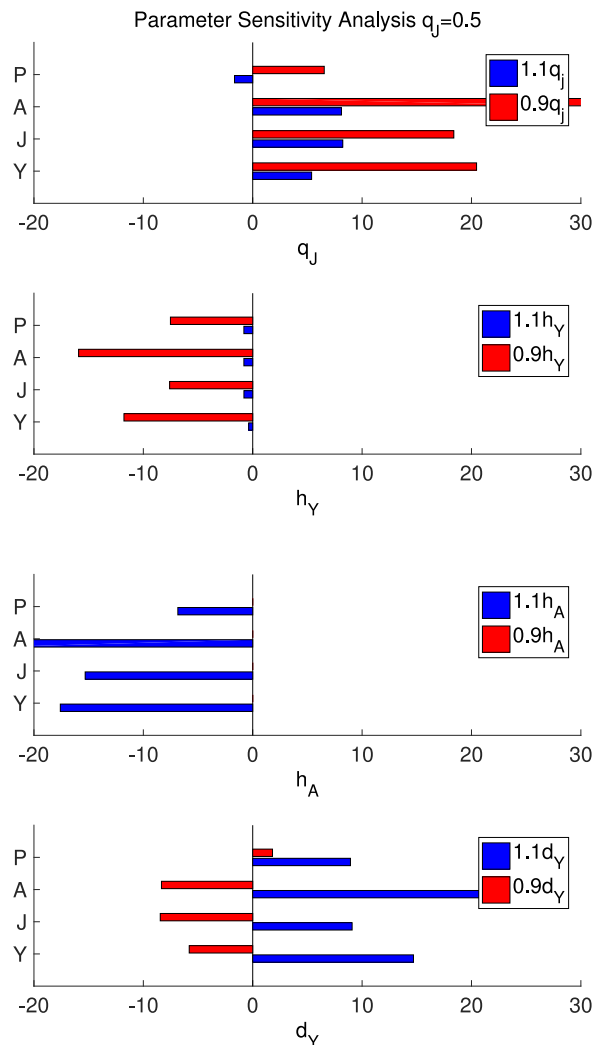 Parameter Sensitivity Analysis q_J=0.5
1.1q_j
0.9q_j
P
A
J
Y
-20 -10 0 10 20 30
q_J
1.1h_Y
0.9h_Y
P
A
J
Y
-20 -10 0 10 20 30
h_Y
1.1h_A
0.9h_A
P
A
J
Y
-20 -10 0 10 20 30
h_A
1.1d_Y
0.9d_Y
P
A
J
Y
-20 -10 0 10 20 30
d_Y